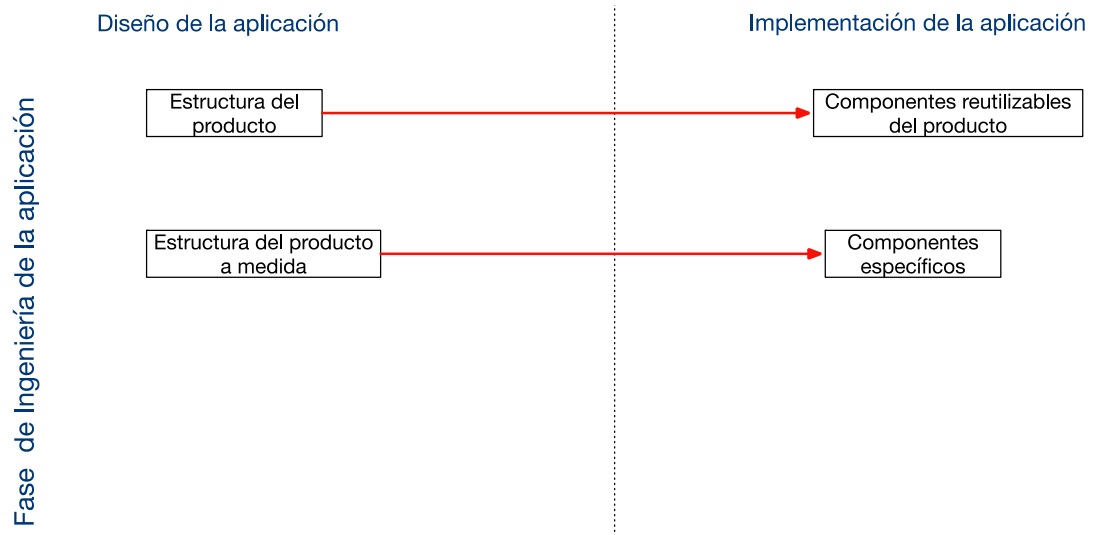 Diseño de la aplicación
Implementación de la aplicación
Fase de Ingeniería de la aplicación
Estructura del
producto
Componentes reutilizables
del producto
Estructura del producto
a medida
Componentes
específicos